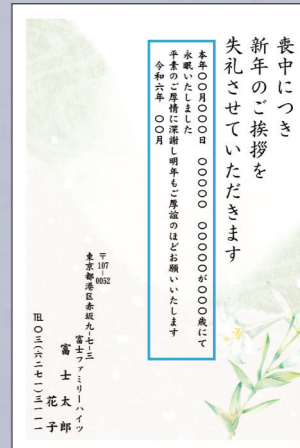 喪中につき
新年のご挨拶を
失礼させていただきます
本年〇〇月〇〇〇日　〇〇〇〇〇　〇〇〇〇〇が〇〇〇歳にて
永眠いたしました
平素のご厚情に深謝し明年もご厚誼のほどお願いいたします
令和六年　〇〇月
〒107-0052
東京都港区赤坂九-七-三
富士ファミリーハイツ
富士太郎
花子
℡〇三(六二七一)三一一一